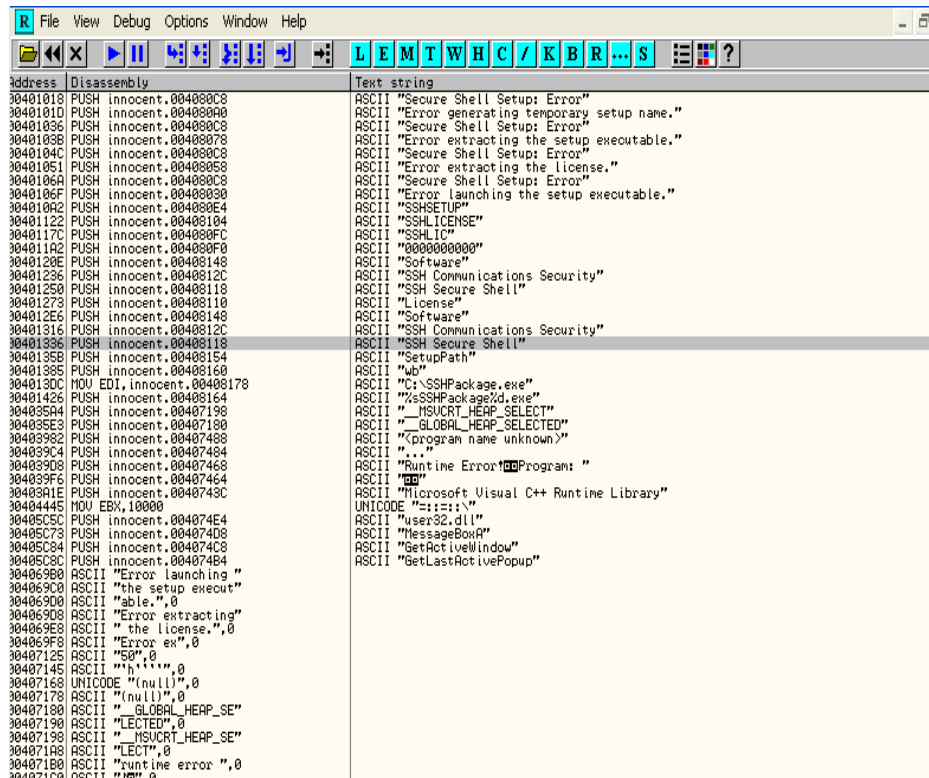 R File View Debug Options Window Help
L E M T W H C / K B R ... S ?
Address Disassembly Text string
00401018 PUSH innocent.004080C8 ASCII "Secure Shell Setup: Error"
0040101D PUSH innocent.004080A0 ASCII "Error generating temporary setup name."
00401036 PUSH innocent.004080C8 ASCII "Secure Shell Setup: Error"
0040103B PUSH innocent.00408078 ASCII "Error extracting the setup executable."
0040104C PUSH innocent.004080C8 ASCII "Secure Shell Setup: Error"
00401051 PUSH innocent.00408058 ASCII "Error extracting the license."
0040106A PUSH innocent.004080C8 ASCII "Secure Shell Setup: Error"
0040106F PUSH innocent.00408030 ASCII "Error launching the setup executable."
004010A2 PUSH innocent.004080E4 ASCII "SSHSETUP"
00401122 PUSH innocent.00408104 ASCII "SSHLICENSE"
0040117C PUSH innocent.004080FC ASCII "SSHLIC"
004011A2 PUSH innocent.004080F0 ASCII "0000000000"
0040120E PUSH innocent.00408148 ASCII "Software"
00401236 PUSH innocent.0040812C ASCII "SSH Communications Security"
00401250 PUSH innocent.00408118 ASCII "SSH Secure Shell"
00401273 PUSH innocent.00408110 ASCII "License"
004012E6 PUSH innocent.00408148 ASCII "Software"
00401316 PUSH innocent.0040812C ASCII "SSH Communications Security"
00401336 PUSH innocent.00408118 ASCII "SSH Secure Shell"
0040135B PUSH innocent.00408154 ASCII "SetupPath"
00401385 PUSH innocent.00408160 ASCII "wb"
004013DC MOV EDI,innocent.00408178 ASCII "C:\SSHPackage.exe"
00401426 PUSH innocent.00408164 ASCII "%sSSHPackage%d.exe"
004035A4 PUSH innocent.00407198 ASCII "__MSVCRT_HEAP_SELECT"
004035E3 PUSH innocent.00407180 ASCII "__GLOBAL_HEAP_SELECTED"
00403982 PUSH innocent.00407488 ASCII "<program name unknown>"
004039C4 PUSH innocent.00407484 ASCII "..."
004039D8 PUSH innocent.00407468 ASCII "Runtime Error!Program: "
004039F6 PUSH innocent.00407464 ASCII ""
00403A1E PUSH innocent.0040743C ASCII "Microsoft Visual C++ Runtime Library"
00404445 MOV EBX,10000 UNICODE "=::=::\"
00405C5C PUSH innocent.004074E4 ASCII "user32.dll"
00405C73 PUSH innocent.004074D8 ASCII "MessageBoxA"
00405C84 PUSH innocent.004074C8 ASCII "GetActiveWindow"
00405C8C PUSH innocent.004074B4 ASCII "GetLastActivePopup"
004069B0 ASCII "Error launching "
004069C0 ASCII "the setup execut"
004069D0 ASCII "able.",0
004069D8 ASCII "Error extracting"
004069E8 ASCII " the license.",0
004069F8 ASCII "Error ex",0
00407125 ASCII "50",0
00407145 ASCII "'h''''",0
00407168 UNICODE "(null)",0
00407178 ASCII "(null)",0
00407180 ASCII "__GLOBAL_HEAP_SE"
00407190 ASCII "LECTED",0
00407198 ASCII "__MSVCRT_HEAP_SE"
004071A8 ASCII "LECT",0
004071B0 ASCII "runtime error ",0